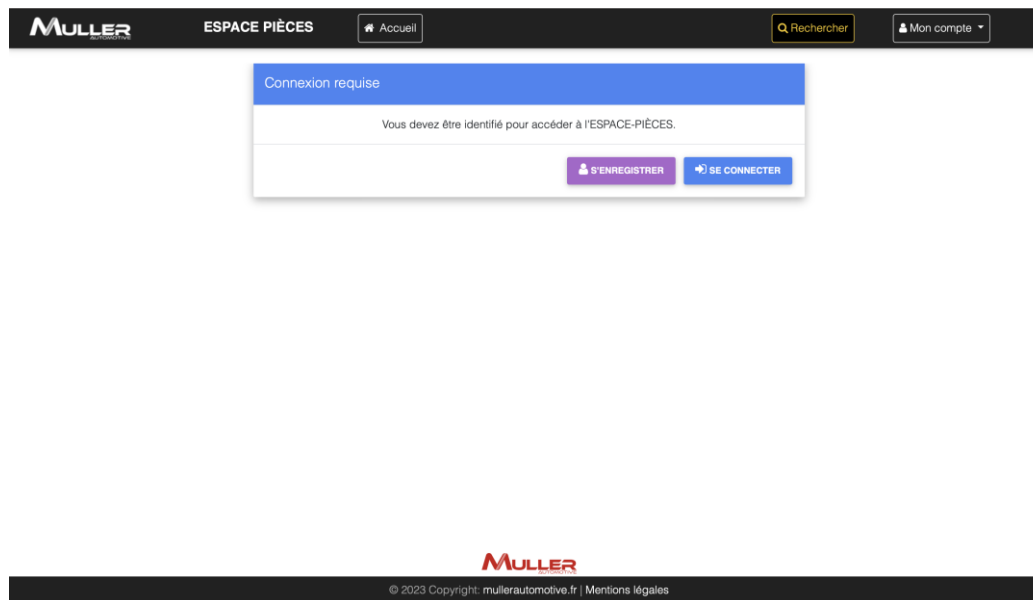 MULLER
AUTOMOTIVE
ESPACE PIÈCES
Accueil
Rechercher
Mon compte
Connexion requise
Vous devez être identifié pour accéder à l'ESPACE-PIÈCES.
S'ENREGISTRER
SE CONNECTER
MULLER
AUTOMOTIVE
© 2023 Copyright: mullerautomotive.fr | Mentions légales